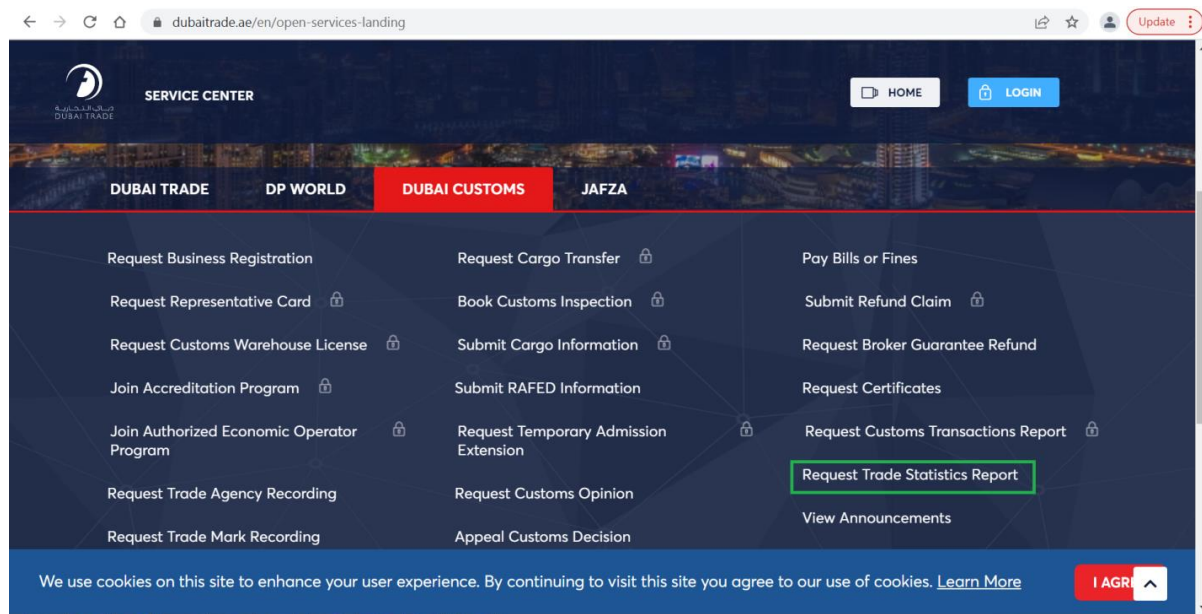 dubaitrade.ae/en/open-services-landing
Update
DUBAI TRADE
SERVICE CENTER
HOME
LOGIN
DUBAI TRADE
DP WORLD
DUBAI CUSTOMS
JAFZA
Request Business Registration
Request Representative Card
Request Customs Warehouse License
Join Accreditation Program
Join Authorized Economic Operator
Program
Request Trade Agency Recording
Request Trade Mark Recording
Request Cargo Transfer
Book Customs Inspection
Submit Cargo Information
Submit RAFED Information
Request Temporary Admission
Extension
Request Customs Opinion
Appeal Customs Decision
Pay Bills or Fines
Submit Refund Claim
Request Broker Guarantee Refund
Request Certificates
Request Customs Transactions Report
Request Trade Statistics Report
View Announcements
We use cookies on this site to enhance your user experience. By continuing to visit this site you agree to our use of cookies. Learn More
I AGR